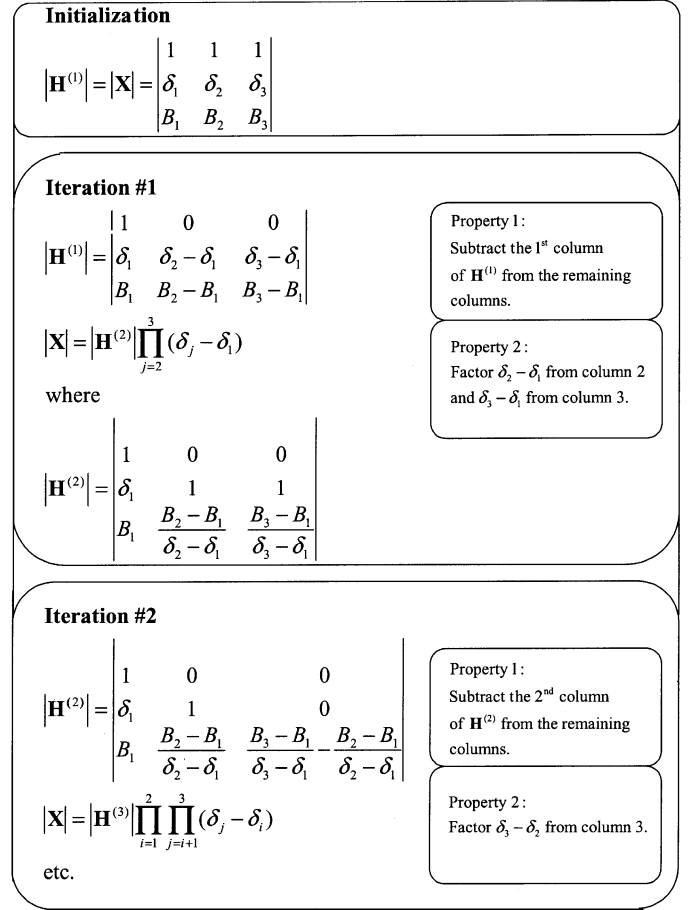 Initialization
|H⁽¹⁾| = |X| = | 1 1 1 |
| δ₁ δ₂ δ₃ |
| B₁ B₂ B₃ |
Iteration #1
|H⁽¹⁾| = | 1 0 0 |
| δ₁ δ₂ − δ₁ δ₃ − δ₁ |
| B₁ B₂ − B₁ B₃ − B₁ |
Property 1:
Subtract the 1ˢᵗ column
of H⁽¹⁾ from the remaining
columns.
|X| = |H⁽²⁾| ∏_{j=2}^{3} (δⱼ − δ₁)
Property 2:
Factor δ₂ − δ₁ from column 2
and δ₃ − δ₁ from column 3.
where
|H⁽²⁾| = | 1 0 0 |
| δ₁ 1 1 |
| B₁ (B₂ − B₁)/(δ₂ − δ₁) (B₃ − B₁)/(δ₃ − δ₁) |
Iteration #2
|H⁽²⁾| = | 1 0 0 |
| δ₁ 1 0 |
| B₁ (B₂ − B₁)/(δ₂ − δ₁) (B₃ − B₁)/(δ₃ − δ₁) − (B₂ − B₁)/(δ₂ − δ₁) |
Property 1:
Subtract the 2ⁿᵈ column
of H⁽²⁾ from the remaining
columns.
|X| = |H⁽³⁾| ∏_{i=1}^{2} ∏_{j=i+1}^{3} (δⱼ − δᵢ)
Property 2:
Factor δ₃ − δ₂ from column 3.
etc.